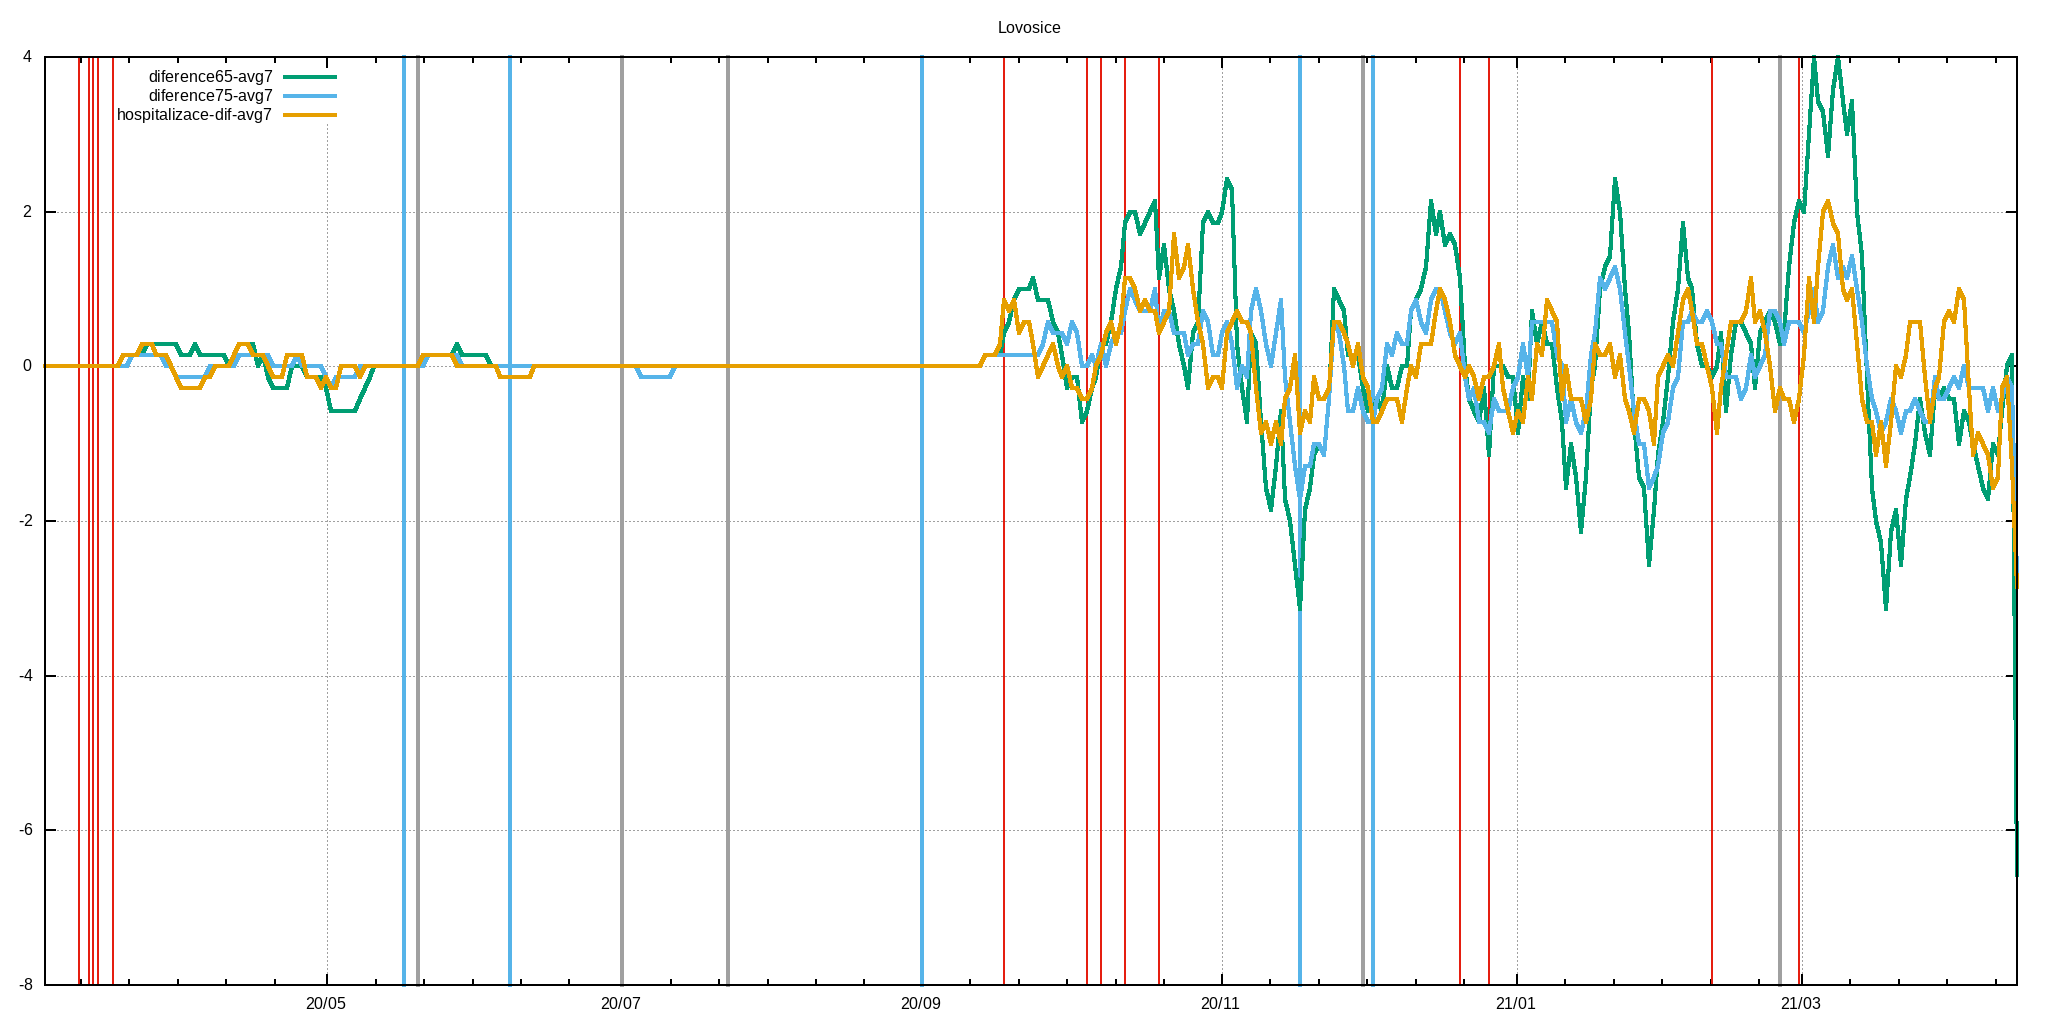 Lovosice
4
diference65-avg7
diference75-avg7
hospitalizace-dif-avg7
2
0
-2
-4
-6
-8
20/05 20/07 20/09 20/11 21/01 21/03